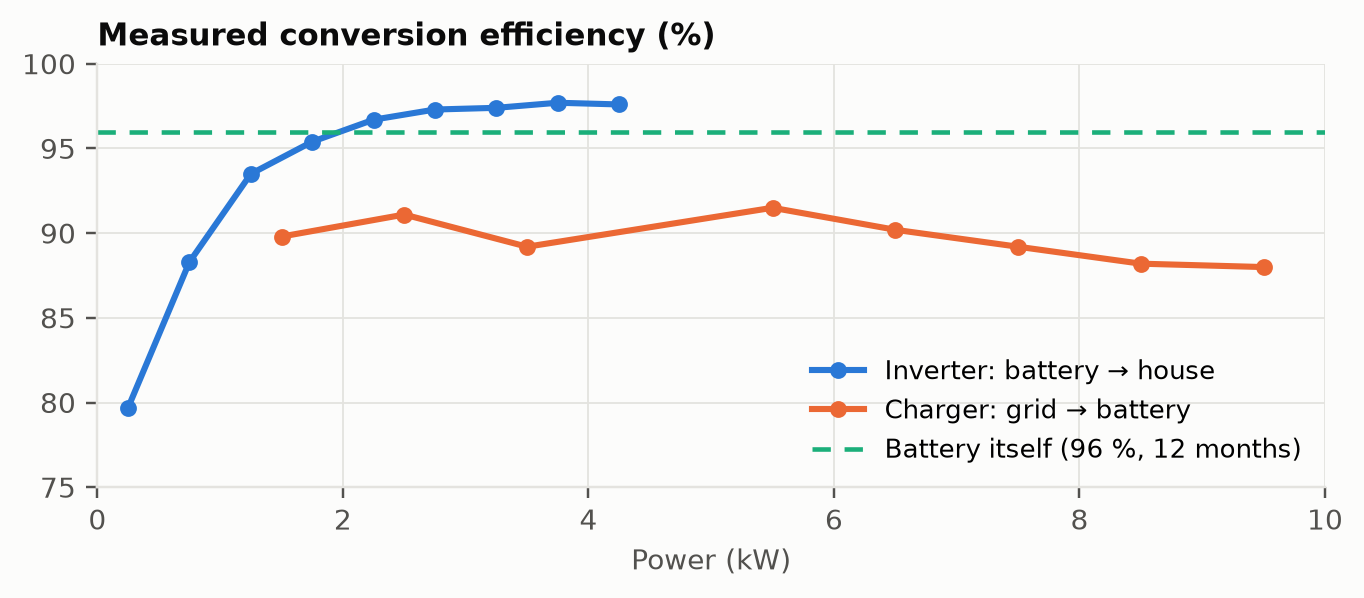 Measured conversion efficiency (%)
100
95
90
85
80
75
0 2 4 6 8 10
Power (kW)
Inverter: battery → house
Charger: grid → battery
Battery itself (96 %, 12 months)